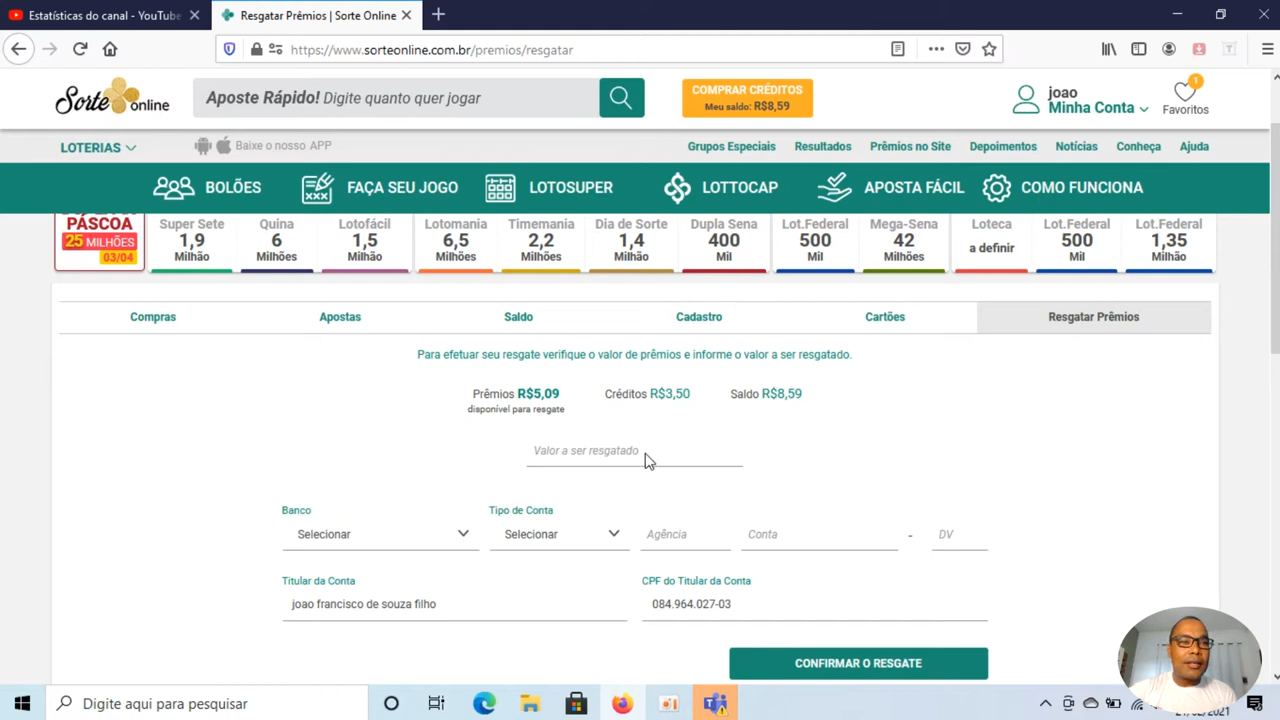 Estatísticas do canal - YouTube
Resgatar Prêmios | Sorte Online
https://www.sorteonline.com.br/premios/resgatar
Sorte online
Aposte Rápido! Digite quanto quer jogar
COMPRAR CRÉDITOS
Meu saldo: R$8,59
joao
Minha Conta
1
Favoritos
LOTERIAS
Baixe o nosso APP
Grupos Especiais
Resultados
Prêmios no Site
Depoimentos
Notícias
Conheça
Ajuda
BOLÕES
FAÇA SEU JOGO
LOTOSUPER
LOTTOCAP
APOSTA FÁCIL
COMO FUNCIONA
PÁSCOA
25 MILHÕES
03/04
Super Sete
1,9
Milhão
Quina
6
Milhões
Lotofácil
1,5
Milhão
Lotomania
6,5
Milhões
Timemania
2,2
Milhões
Dia de Sorte
1,4
Milhão
Dupla Sena
400
Mil
Lot.Federal
500
Mil
Mega-Sena
42
Milhões
Loteca
a definir
Lot.Federal
500
Mil
Lot.Federal
1,35
Milhão
Compras
Apostas
Saldo
Cadastro
Cartões
Resgatar Prêmios
Para efetuar seu resgate verifique o valor de prêmios e informe o valor a ser resgatado.
Prêmios R$5,09
disponível para resgate
Créditos R$3,50
Saldo R$8,59
Valor a ser resgatado
Banco
Selecionar
Tipo de Conta
Selecionar
Agência
Conta
-
DV
Titular da Conta
joao francisco de souza filho
CPF do Titular da Conta
084.964.027-03
CONFIRMAR O RESGATE
Digite aqui para pesquisar